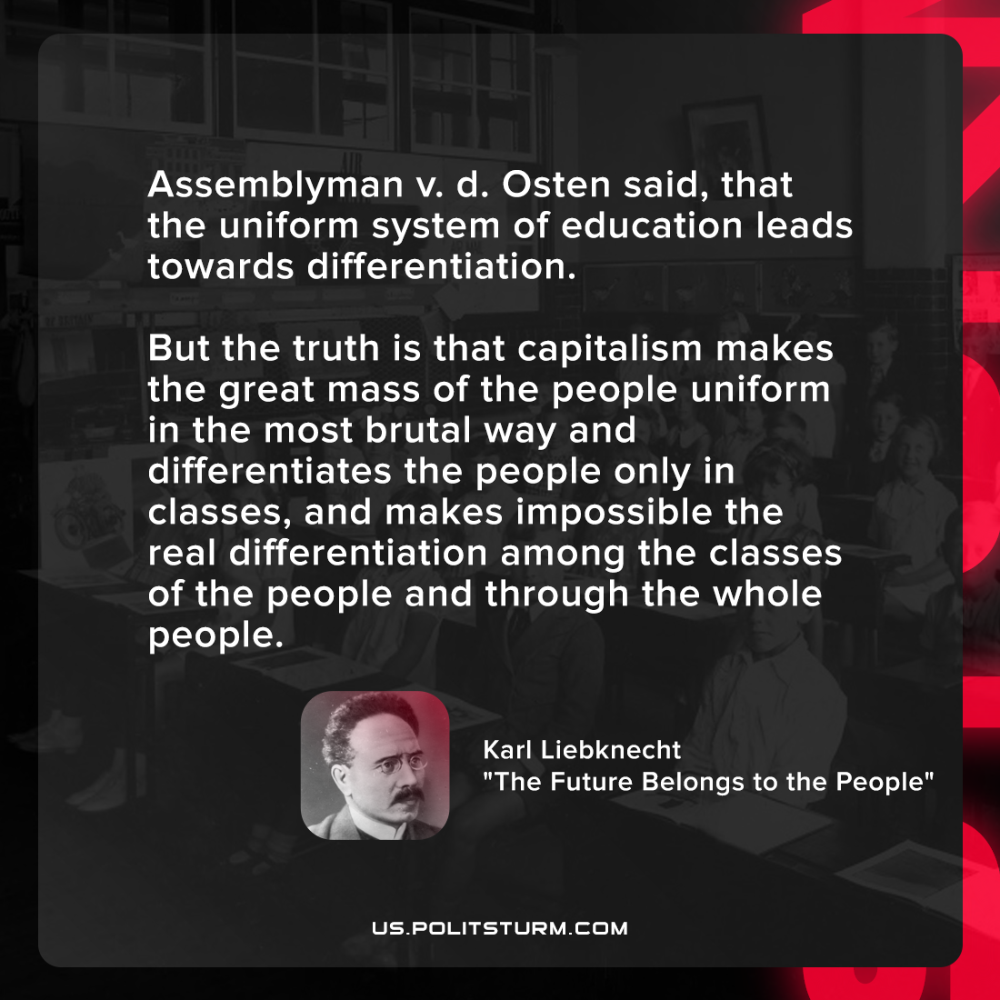 Assemblyman v. d. Osten said, that
the uniform system of education leads
towards differentiation.
But the truth is that capitalism makes
the great mass of the people uniform
in the most brutal way and
differentiates the people only in
classes, and makes impossible the
real differentiation among the classes
of the people and through the whole
people.
Karl Liebknecht
"The Future Belongs to the People"
US.POLITSTURM.COM